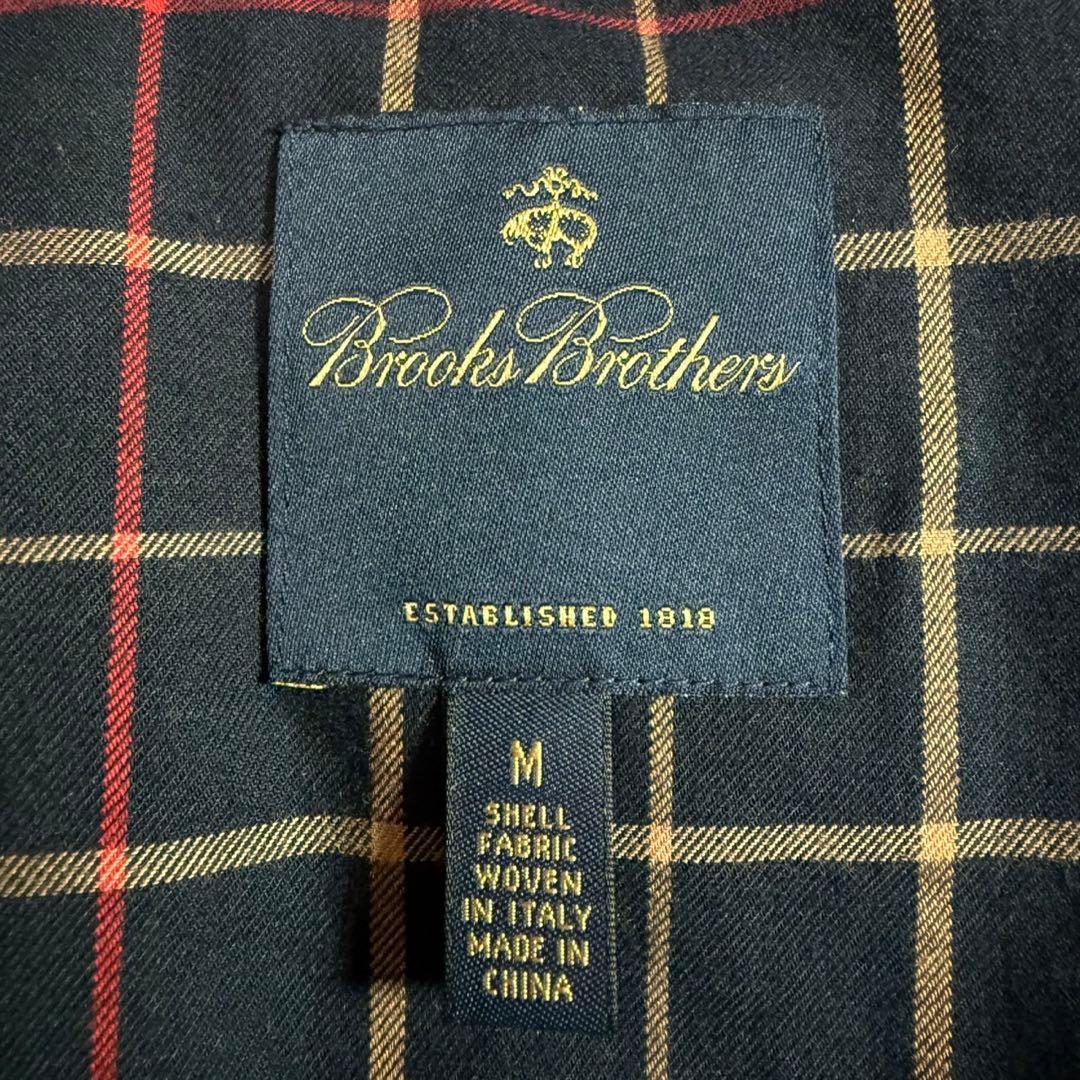 Brooks Brothers
ESTABLISHED 1818
M
SHELL
FABRIC
WOVEN
IN ITALY
MADE IN
CHINA